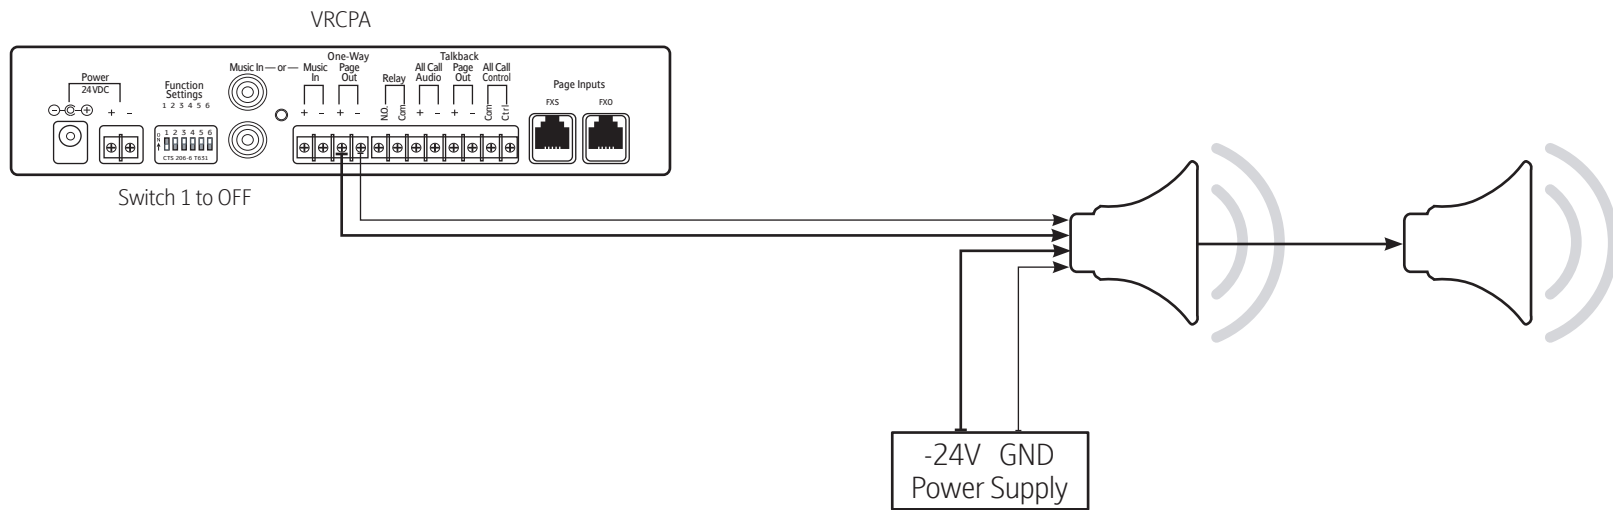 VRCPA
Power
24VDC
+ –
Function
Settings
1 2 3 4 5 6
O N
1 2 3 4 5 6
CTS 206-6 T631
Music In — or — Music
In
+ –
One-Way
Page
Out
+ –
Relay
N.O. Com
All Call
Audio
+ –
Talkback
Page
Out
+ –
All Call
Control
Com Ctrl
Page Inputs
FXS FXO
Switch 1 to OFF
-24V GND
Power Supply